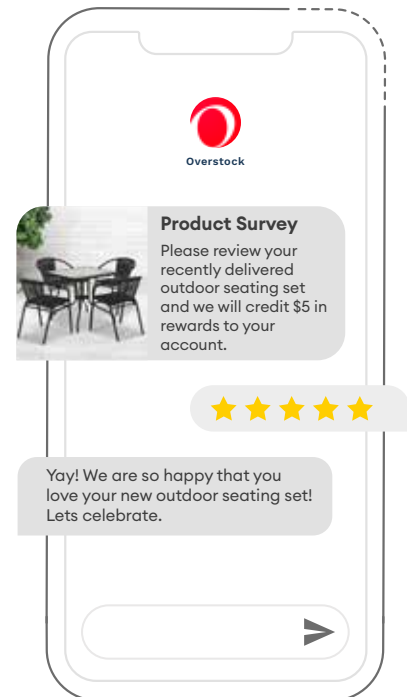 Overstock
Product Survey
Please review your
recently delivered
outdoor seating set
and we will credit $5 in
rewards to your
account.
Yay! We are so happy that you
love your new outdoor seating set!
Lets celebrate.